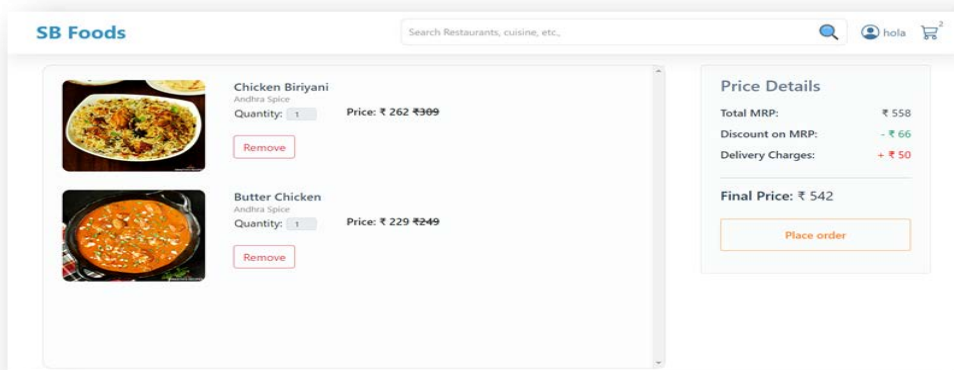 SB Foods
Search Restaurants, cuisine, etc.,
hola
2
Chicken Biriyani
Andhra Spice
Quantity: 1
Price: ₹ 262 ₹309
Remove
Butter Chicken
Andhra Spice
Quantity: 1
Price: ₹ 229 ₹249
Remove
Price Details
Total MRP: ₹ 558
Discount on MRP: - ₹ 66
Delivery Charges: + ₹ 50
Final Price: ₹ 542
Place order